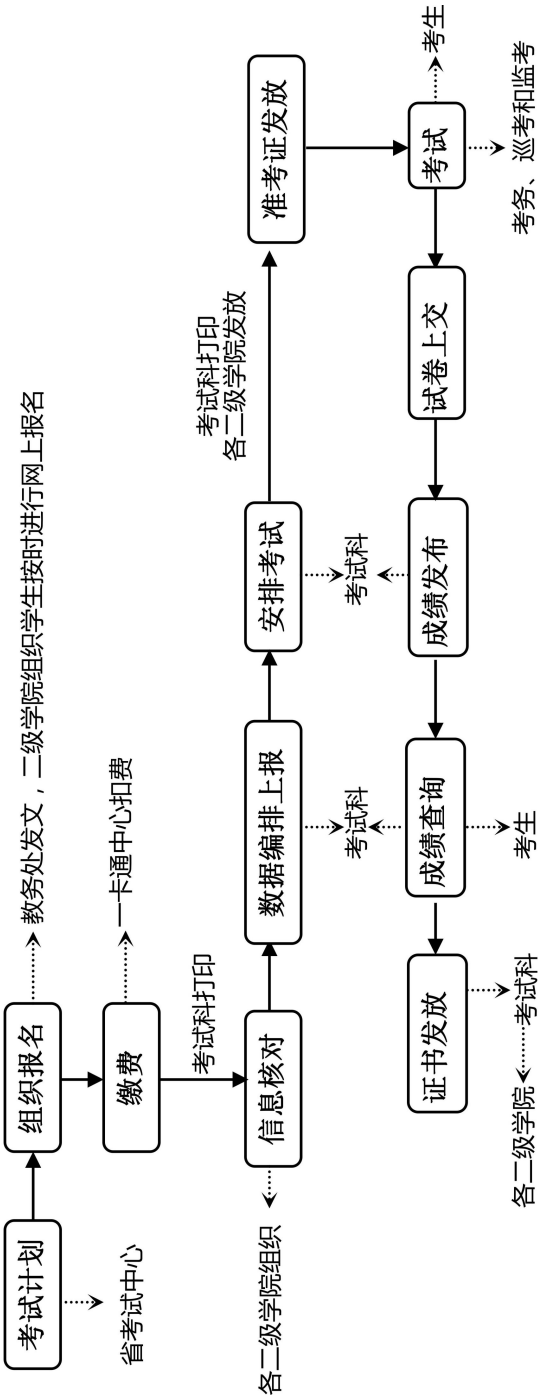 考试计划
组织报名
教务处发文，二级学院组织学生按时进行网上报名
省考试中心
缴费
一卡通中心扣费
考试科打印
考试科打印
各二级学院发放
各二级学院组织
信息核对
数据编排上报
安排考试
准考证发放
考试科
考试科
证书发放
成绩查询
成绩发布
试卷上交
考试
考生
各二级学院
考试科
考生
考务、巡考和监考